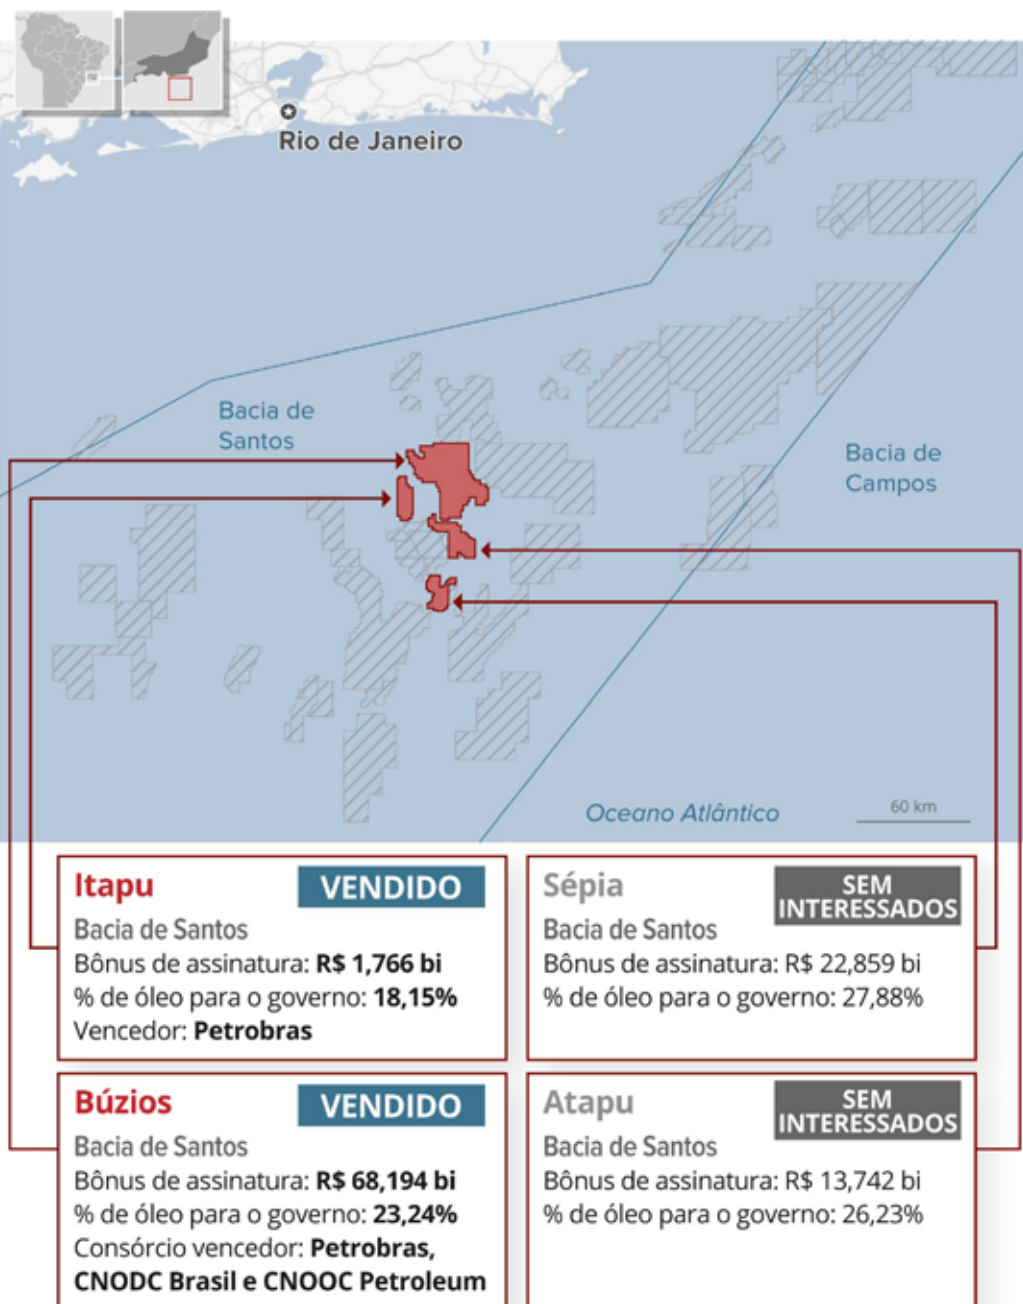 Rio de Janeiro
Bacia de
Santos
Bacia de
Campos
Oceano Atlântico
60 km
Itapu
VENDIDO
Bacia de Santos
Bônus de assinatura: R$ 1,766 bi
% de óleo para o governo: 18,15%
Vencedor: Petrobras
Sépia
SEM
INTERESSADOS
Bacia de Santos
Bônus de assinatura: R$ 22,859 bi
% de óleo para o governo: 27,88%
Búzios
VENDIDO
Bacia de Santos
Bônus de assinatura: R$ 68,194 bi
% de óleo para o governo: 23,24%
Consórcio vencedor: Petrobras,
CNODC Brasil e CNOOC Petroleum
Atapu
SEM
INTERESSADOS
Bacia de Santos
Bônus de assinatura: R$ 13,742 bi
% de óleo para o governo: 26,23%